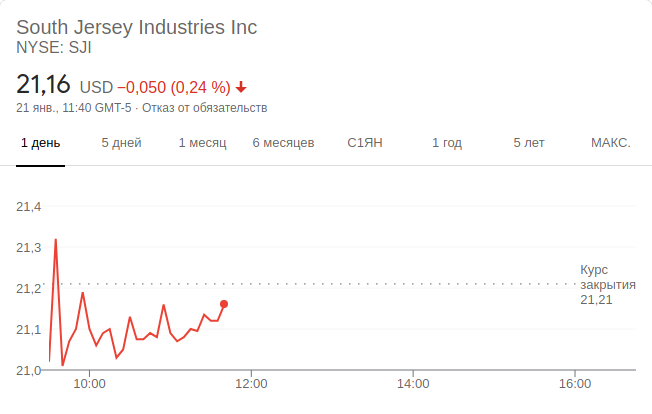 South Jersey Industries Inc
NYSE: SJI
21,16 USD −0,050 (0,24 %)
21 янв., 11:40 GMT-5 · Отказ от обязательств
1 день 5 дней 1 месяц 6 месяцев С1ЯН 1 год 5 лет МАКС.
21,4
21,3
Курс
закрытия
21,21
21,2
21,1
21,0
10:00 12:00 14:00 16:00